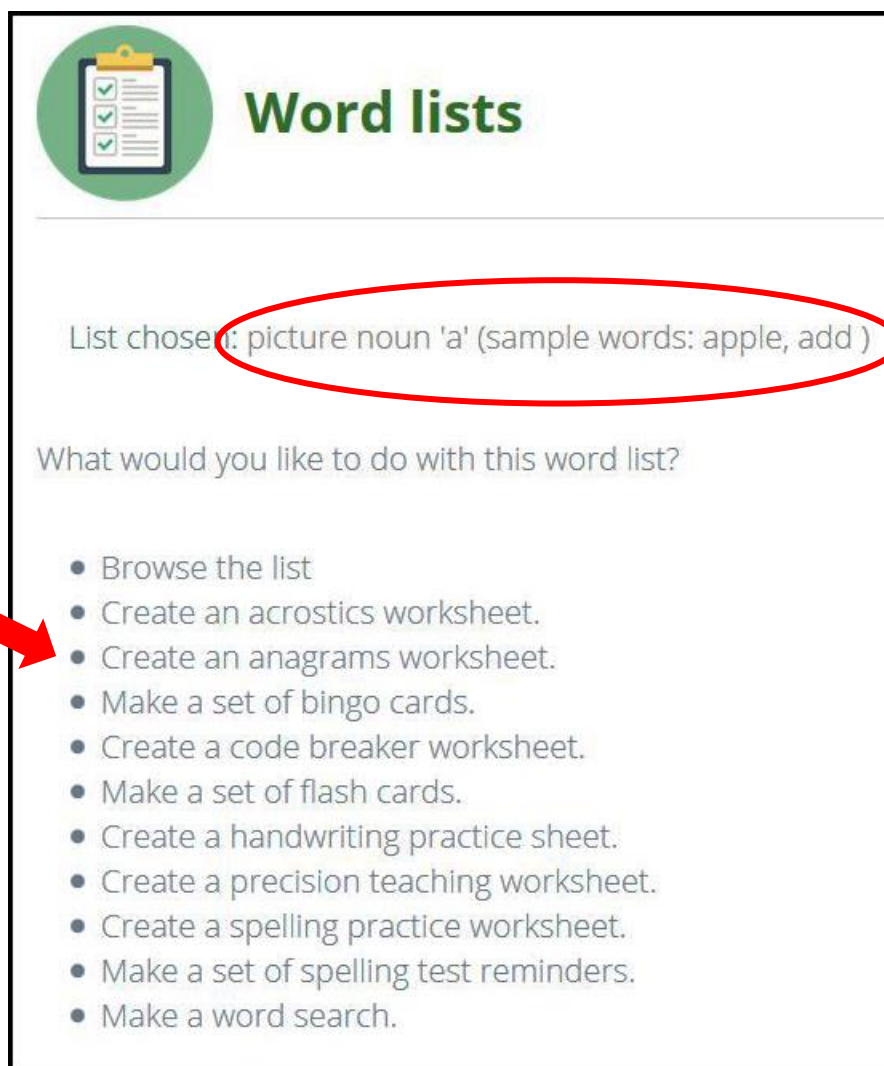 Word lists
List chosen: picture noun 'a' (sample words: apple, add )
What would you like to do with this word list?
• Browse the list
• Create an acrostics worksheet.
• Create an anagrams worksheet.
• Make a set of bingo cards.
• Create a code breaker worksheet.
• Make a set of flash cards.
• Create a handwriting practice sheet.
• Create a precision teaching worksheet.
• Create a spelling practice worksheet.
• Make a set of spelling test reminders.
• Make a word search.